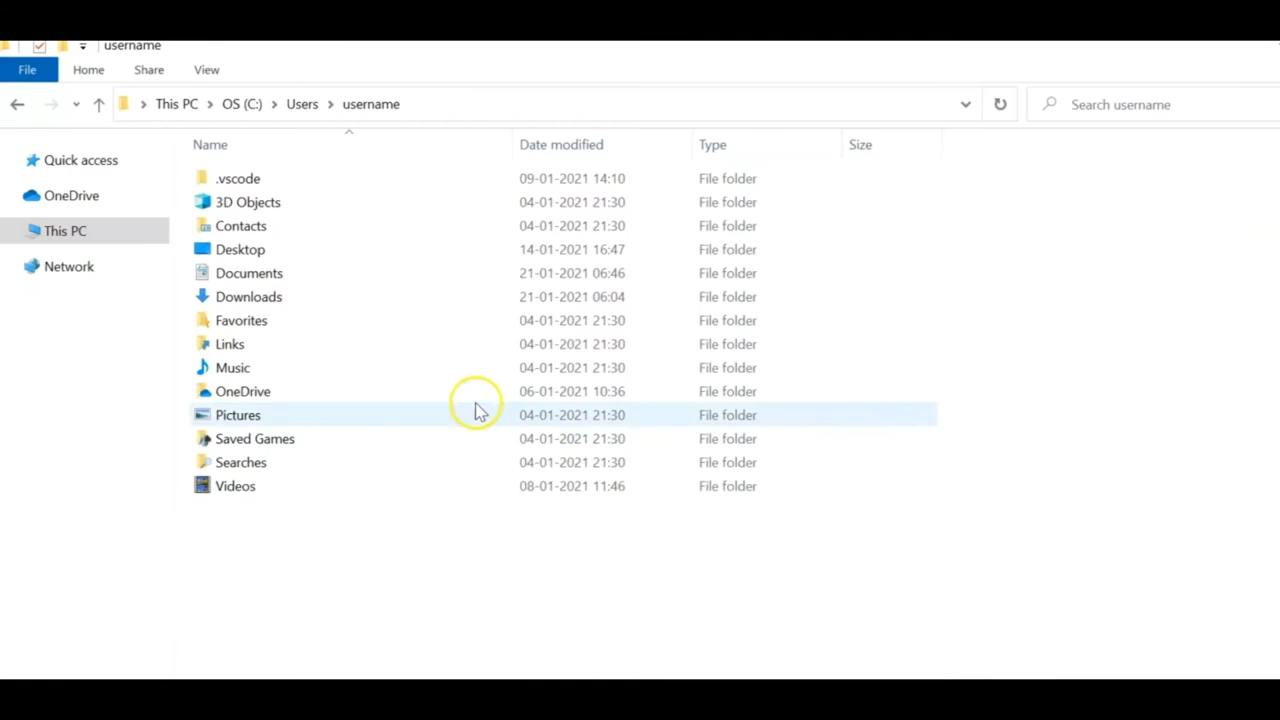 username
File Home Share View
This PC OS (C:) Users username Search username
Name Date modified Type Size
Quick access
OneDrive
This PC
Network
.vscode 09-01-2021 14:10 File folder
3D Objects 04-01-2021 21:30 File folder
Contacts 04-01-2021 21:30 File folder
Desktop 14-01-2021 16:47 File folder
Documents 21-01-2021 06:46 File folder
Downloads 21-01-2021 06:04 File folder
Favorites 04-01-2021 21:30 File folder
Links 04-01-2021 21:30 File folder
Music 04-01-2021 21:30 File folder
OneDrive 06-01-2021 10:36 File folder
Pictures 04-01-2021 21:30 File folder
Saved Games 04-01-2021 21:30 File folder
Searches 04-01-2021 21:30 File folder
Videos 08-01-2021 11:46 File folder